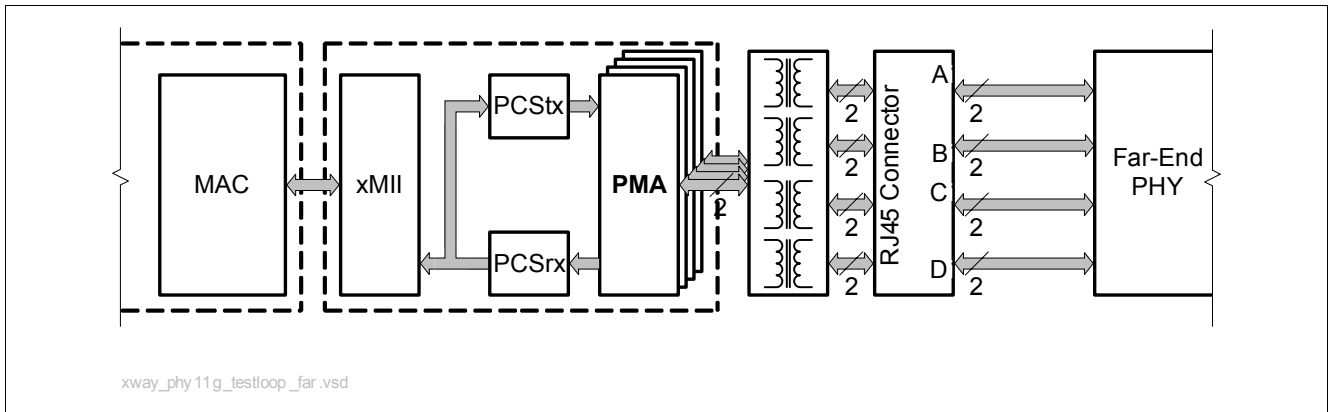 MAC
xMII
PCStx
PCSrx
PMA
2
2
2
2
2
RJ45 Connector
A
B
C
D
2
2
2
2
Far-End
PHY
xway_phy11g_testloop_far.vsd